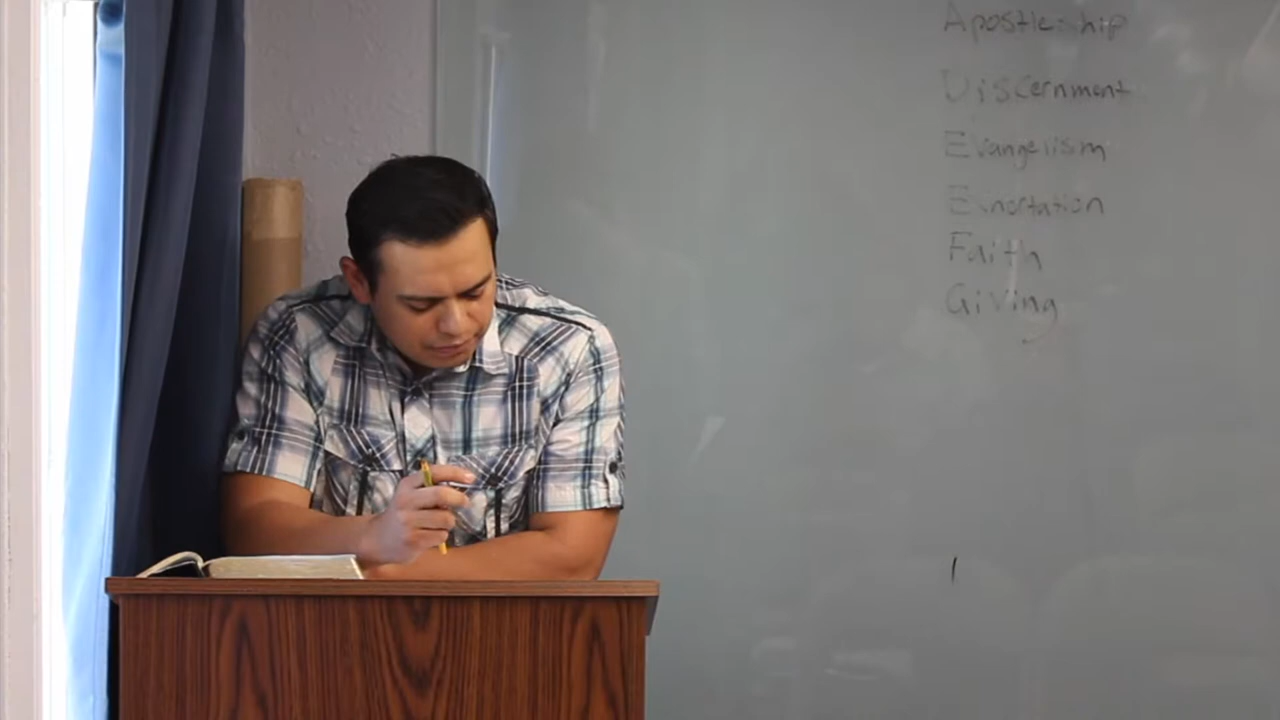 Apostleship
Discernment
Evangelism
Exhortation
Faith
Giving